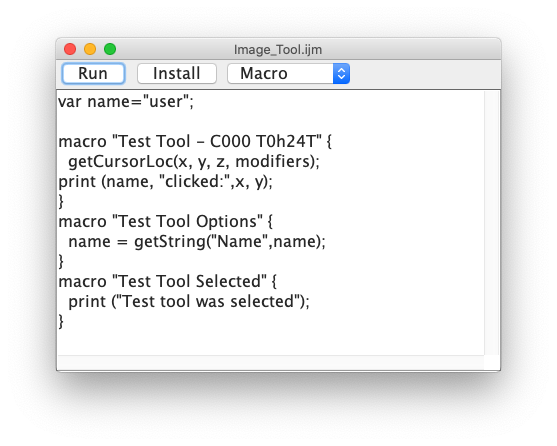 Image_Tool.ijm
Run Install Macro
var name="user";
macro "Test Tool - C000 T0h24T" {
getCursorLoc(x, y, z, modifiers);
print (name, "clicked:",x, y);
}
macro "Test Tool Options" {
name = getString("Name",name);
}
macro "Test Tool Selected" {
print ("Test tool was selected");
}